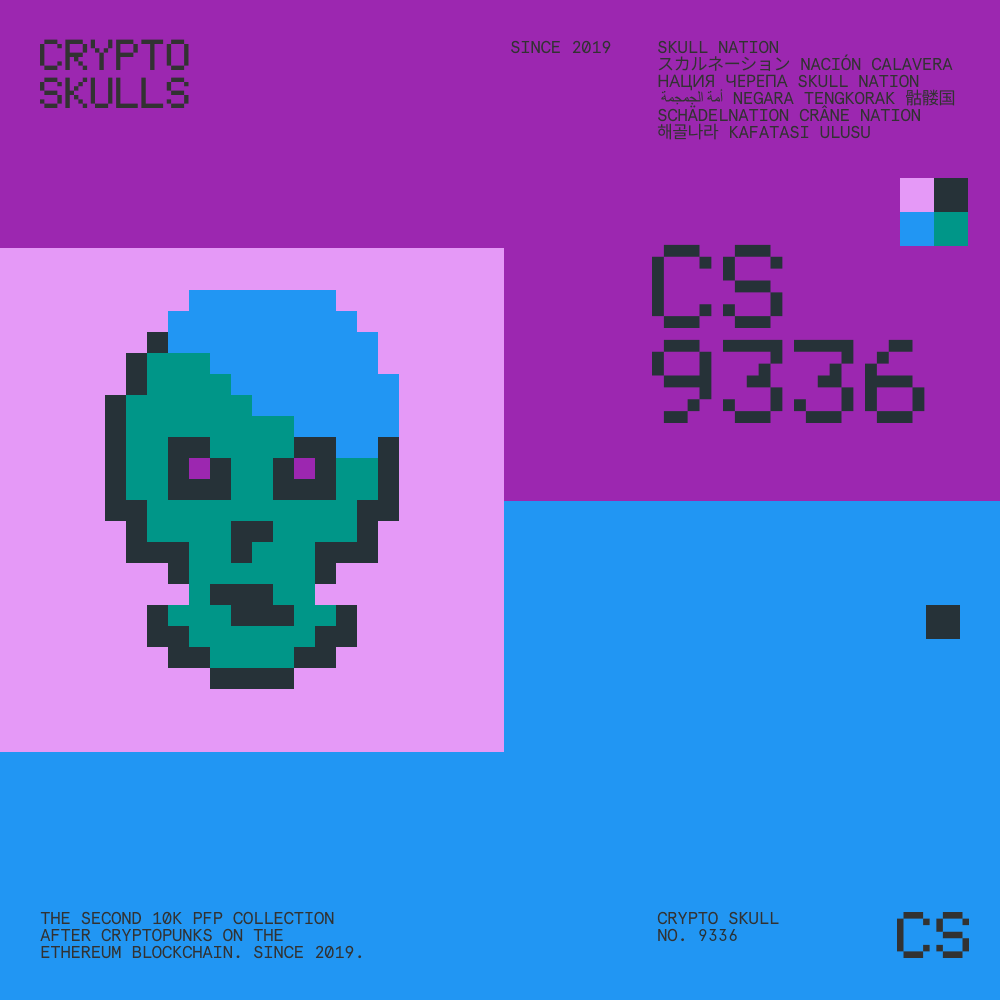 CRYPTO
SKULLS
SINCE 2019
SKULL NATION
スカルネーション NACIÓN CALAVERA
НАЦИЯ ЧЕРЕПА SKULL NATION
أمة الجمجمة NEGARA TENGKORAK 骷髅国
SCHÄDELNATION CRÂNE NATION
해골나라 KAFATASI ULUSU
CS
9336
THE SECOND 10K PFP COLLECTION
AFTER CRYPTOPUNKS ON THE
ETHEREUM BLOCKCHAIN. SINCE 2019.
CRYPTO SKULL
NO. 9336
CS